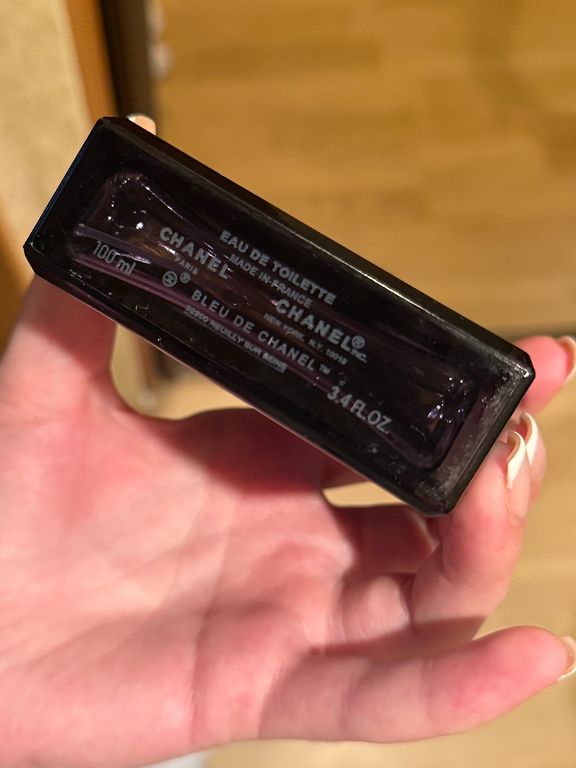 EAU DE TOILETTE
MADE IN FRANCE
CHANEL
PARIS
CHANEL®
NEW YORK, N.Y. 10019 INC.
100 ml
®
BLEU DE CHANEL™
92200 NEUILLY SUR SEINE
3.4 FL.OZ.